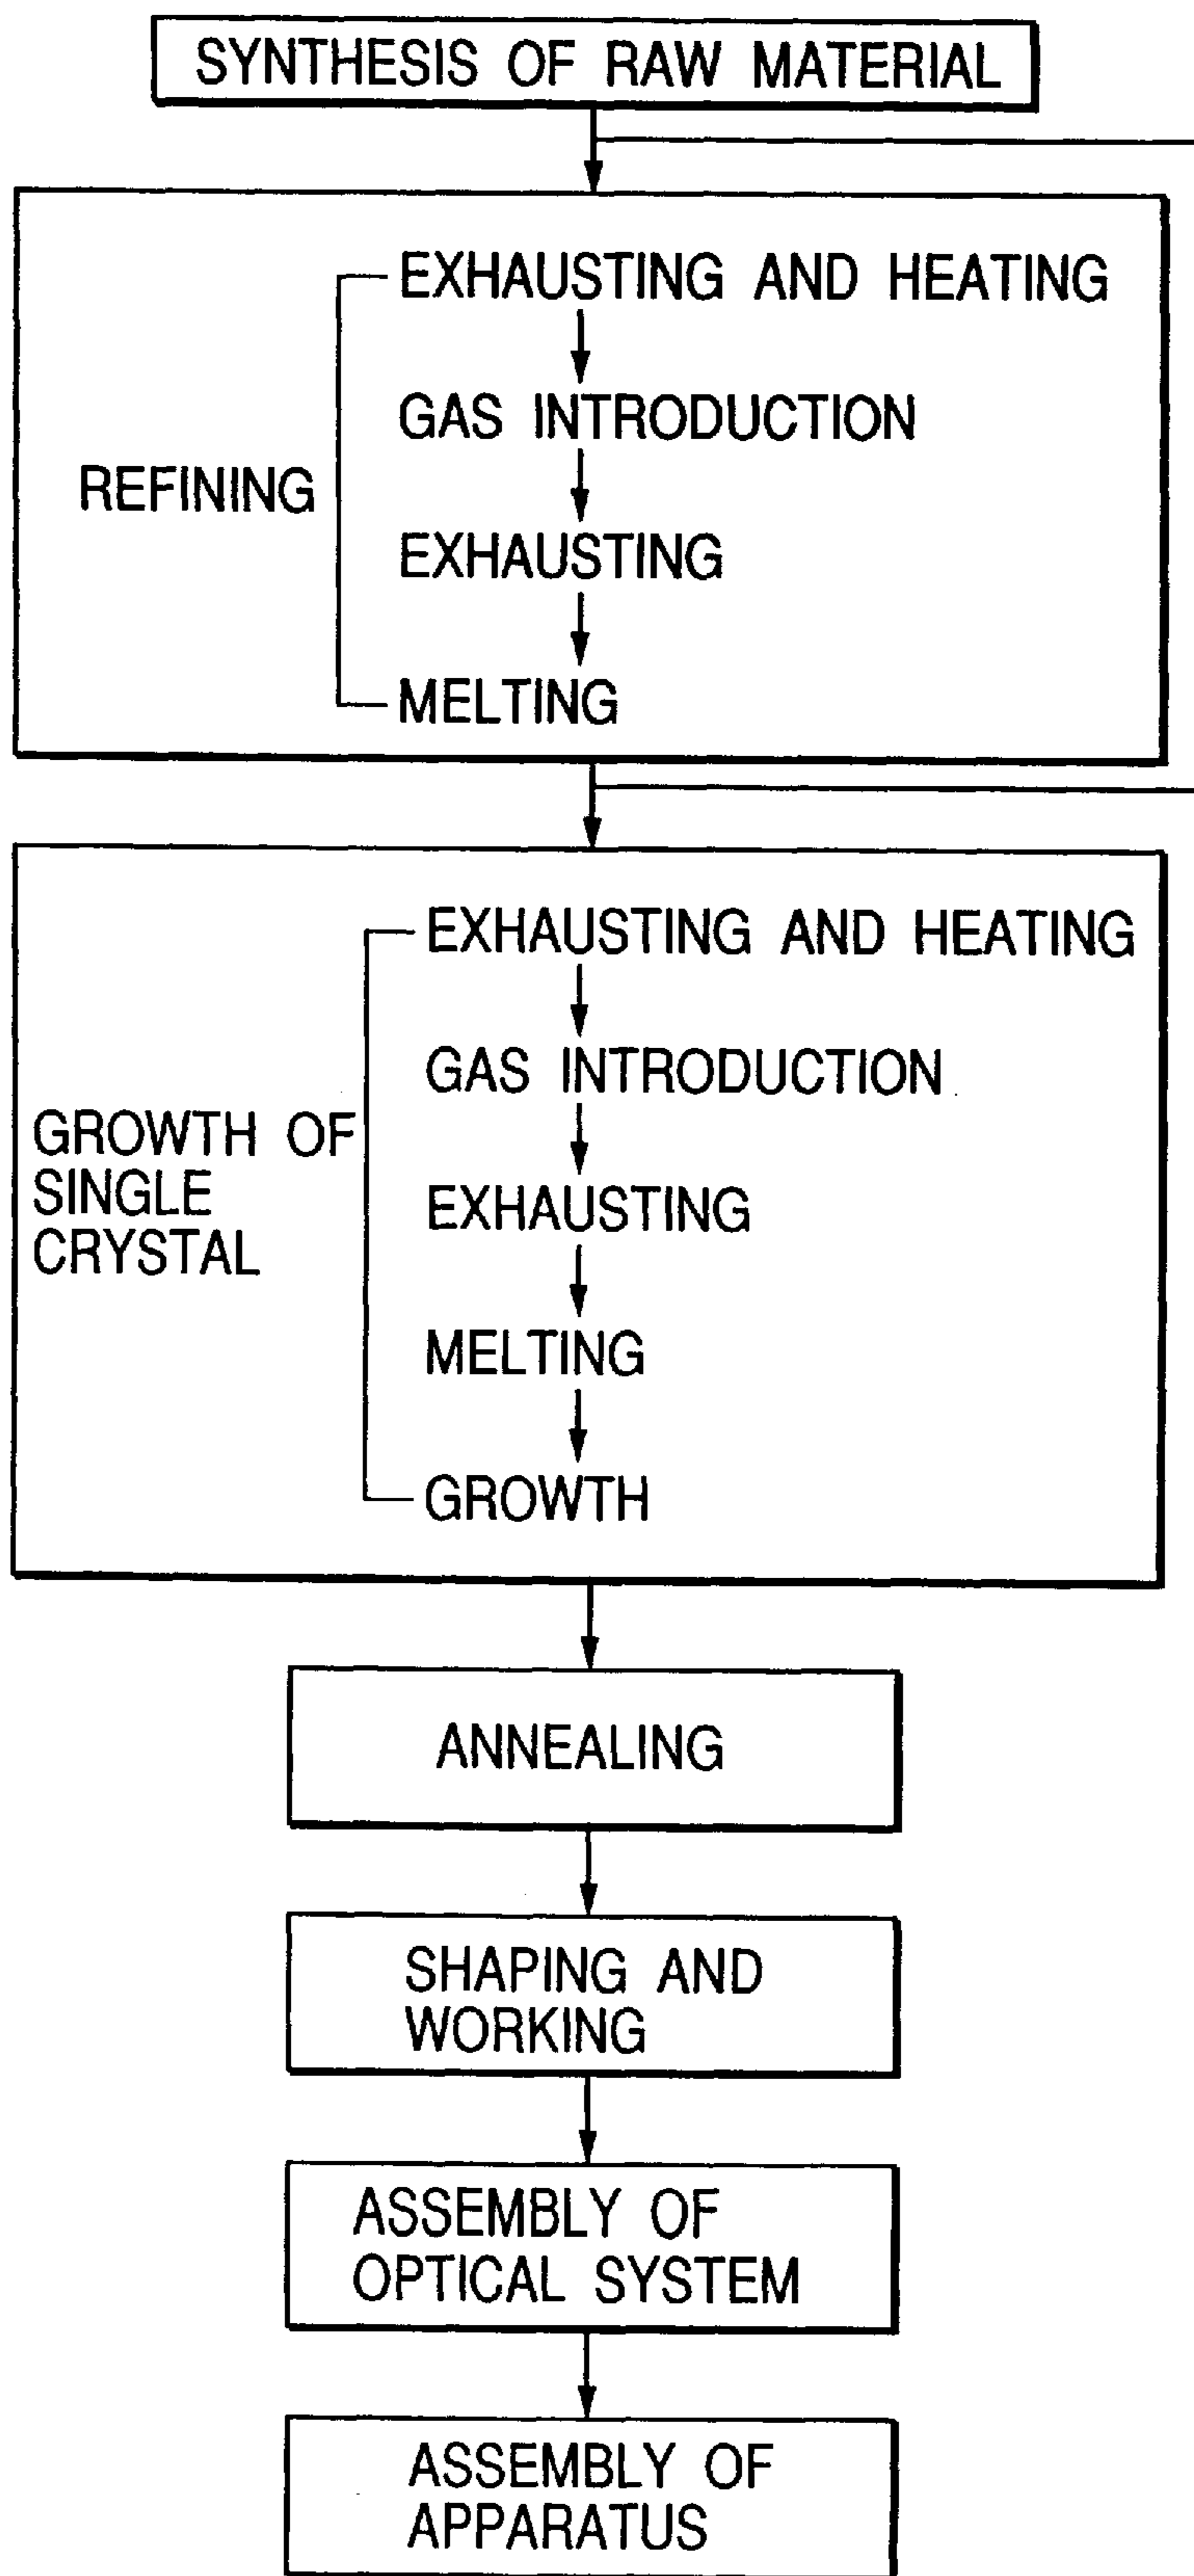 SYNTHESIS OF RAW MATERIAL
EXHAUSTING AND HEATING
GAS INTRODUCTION
REFINING
EXHAUSTING
MELTING
EXHAUSTING AND HEATING
GAS INTRODUCTION
GROWTH OF
SINGLE
CRYSTAL
EXHAUSTING
MELTING
GROWTH
ANNEALING
SHAPING AND
WORKING
ASSEMBLY OF
OPTICAL SYSTEM
ASSEMBLY OF
APPARATUS